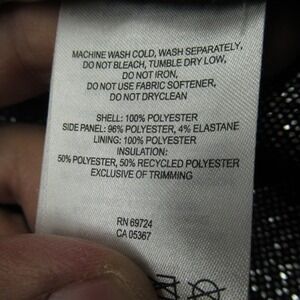 MACHINE WASH COLD, WASH SEPARATELY,
DO NOT BLEACH, TUMBLE DRY LOW,
DO NOT IRON,
DO NOT USE FABRIC SOFTENER,
DO NOT DRYCLEAN
SHELL: 100% POLYESTER
SIDE PANEL: 96% POLYESTER, 4% ELASTANE
LINING: 100% POLYESTER
INSULATION:
50% POLYESTER, 50% RECYCLED POLYESTER
EXCLUSIVE OF TRIMMING
RN 69724
CA 05367